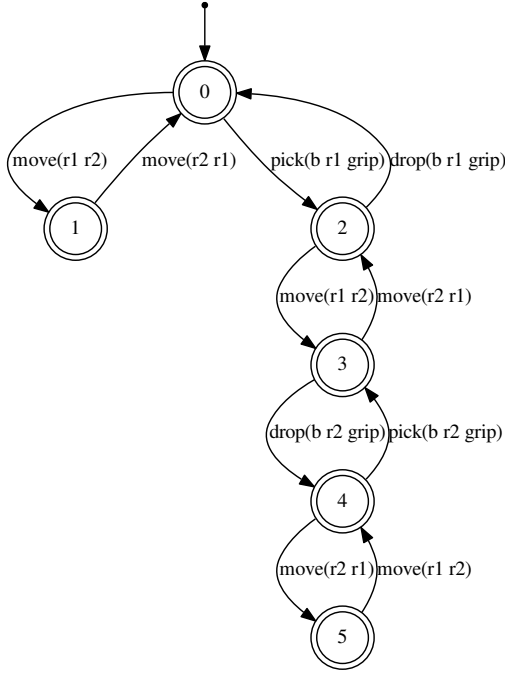 0
move(r1 r2)
move(r2 r1)
pick(b r1 grip)
drop(b r1 grip)
1
2
move(r1 r2)
move(r2 r1)
3
drop(b r2 grip)
pick(b r2 grip)
4
move(r2 r1)
move(r1 r2)
5